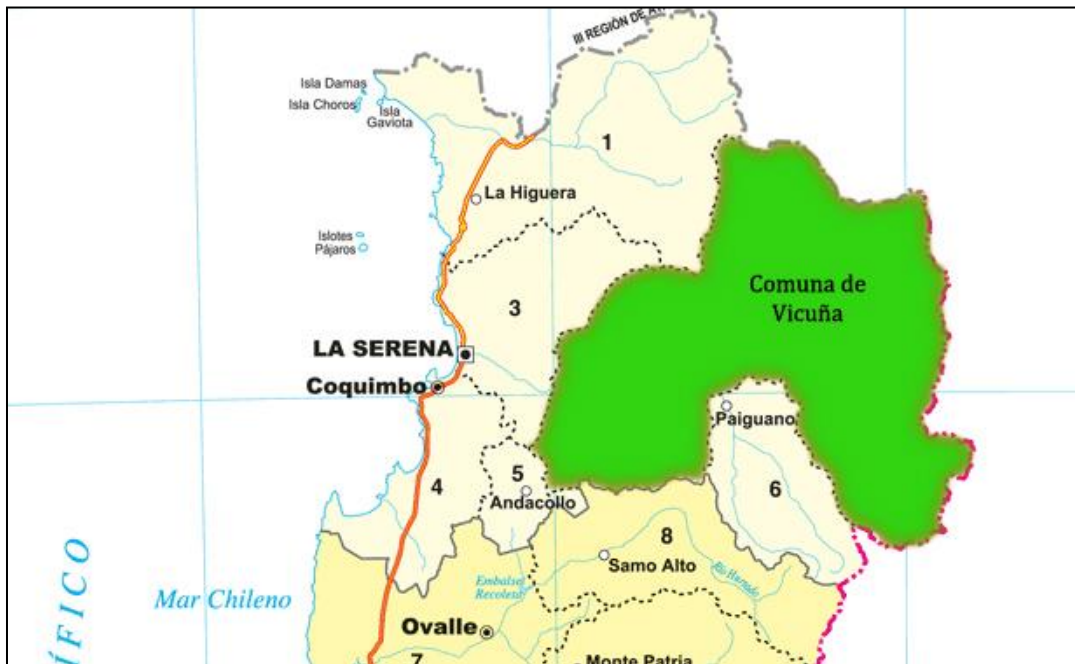 III REGIÓN DE
Isla Damas
Isla Choros
Isla
Gaviota
1
La Higuera
Islotes
Pájaros
Comuna de
Vicuña
3
LA SERENA
Coquimbo
Paiguano
4
5
6
Andacollo
8
Samo Alto
Embalse
Recoleta
Río Hurtado
Mar Chileno
ÍFICO
Ovalle
7
Monte Patria